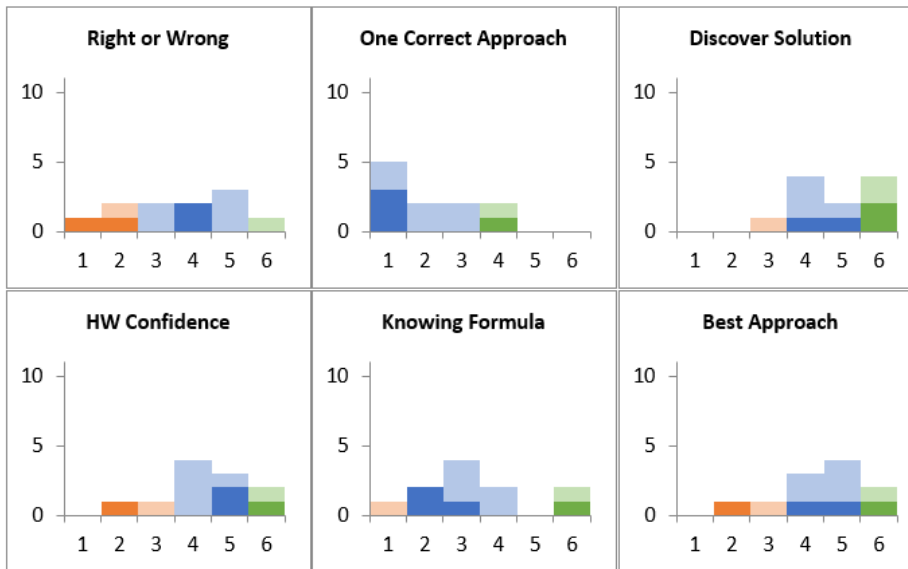 Right or Wrong
10
5
0
1 2 3 4 5 6
One Correct Approach
10
5
0
1 2 3 4 5 6
Discover Solution
10
5
0
1 2 3 4 5 6
HW Confidence
10
5
0
1 2 3 4 5 6
Knowing Formula
10
5
0
1 2 3 4 5 6
Best Approach
10
5
0
1 2 3 4 5 6